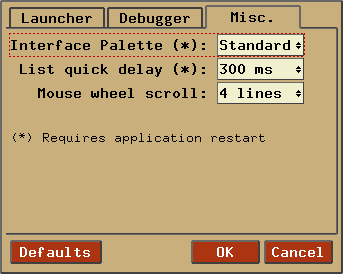 Launcher Debugger Misc.
Interface Palette (*): Standard
List quick delay (*): 300 ms
Mouse wheel scroll: 4 lines
(*) Requires application restart
Defaults OK Cancel